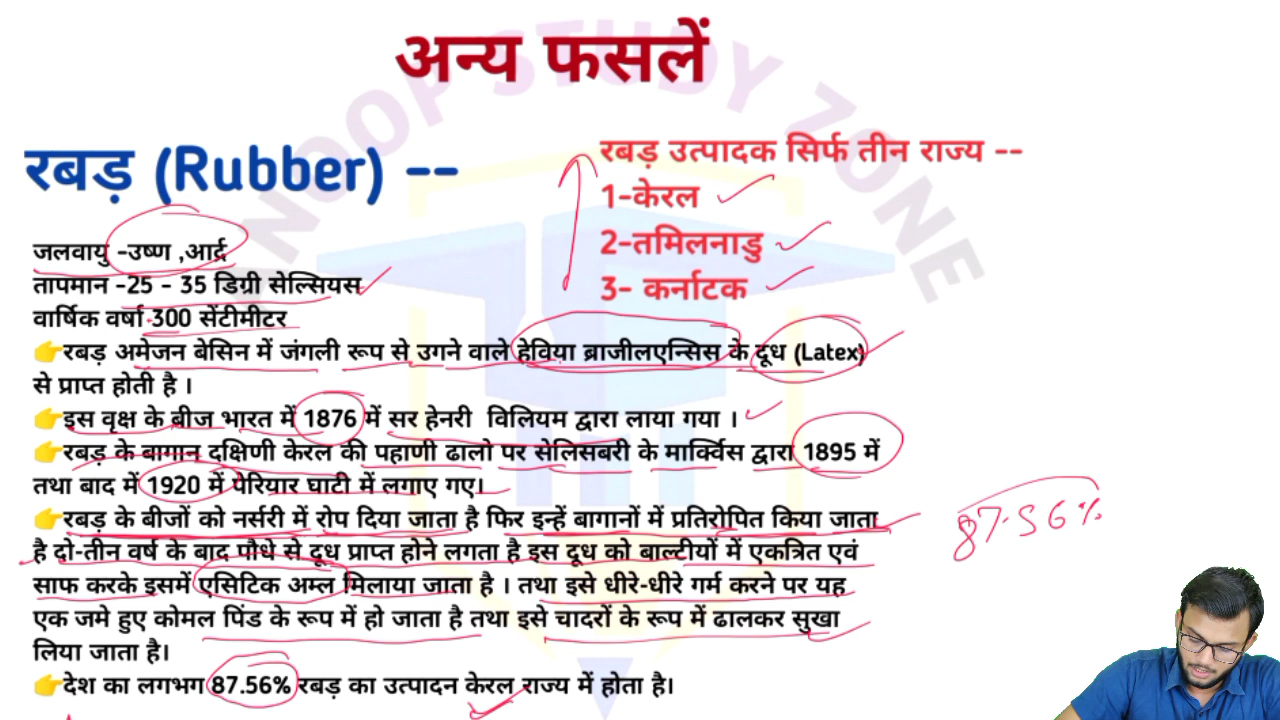 अन्य फसलें
ANOOP STUDY ZONE
रबड़ (Rubber) --
रबड़ उत्पादक सिर्फ तीन राज्य --
1-केरल
2-तमिलनाडु
3- कर्नाटक
जलवायु -उष्ण ,आर्द्र
तापमान -25 - 35 डिग्री सेल्सियस
वार्षिक वर्षा 300 सेंटीमीटर
👉रबड़ अमेजन बेसिन में जंगली रूप से उगने वाले हेविया ब्राजीलएन्सिस के दूध (Latex)
से प्राप्त होती है ।
👉इस वृक्ष के बीज भारत में 1876 में सर हेनरी विलियम द्वारा लाया गया ।
👉रबड़ के बागान दक्षिणी केरल की पहाणी ढालो पर सेलिसबरी के मार्क्विस द्वारा 1895 में
तथा बाद में 1920 में पेरियार घाटी में लगाए गए।
👉रबड़ के बीजों को नर्सरी में रोप दिया जाता है फिर इन्हें बागानों में प्रतिरोपित किया जाता
है दो-तीन वर्ष के बाद पौधे से दूध प्राप्त होने लगता है इस दूध को बाल्टीयों में एकत्रित एवं
साफ करके इसमें एसिटिक अम्ल मिलाया जाता है । तथा इसे धीरे-धीरे गर्म करने पर यह
एक जमे हुए कोमल पिंड के रूप में हो जाता है तथा इसे चादरों के रूप में ढालकर सुखा
लिया जाता है।
👉देश का लगभग 87.56% रबड़ का उत्पादन केरल राज्य में होता है।
87.56%